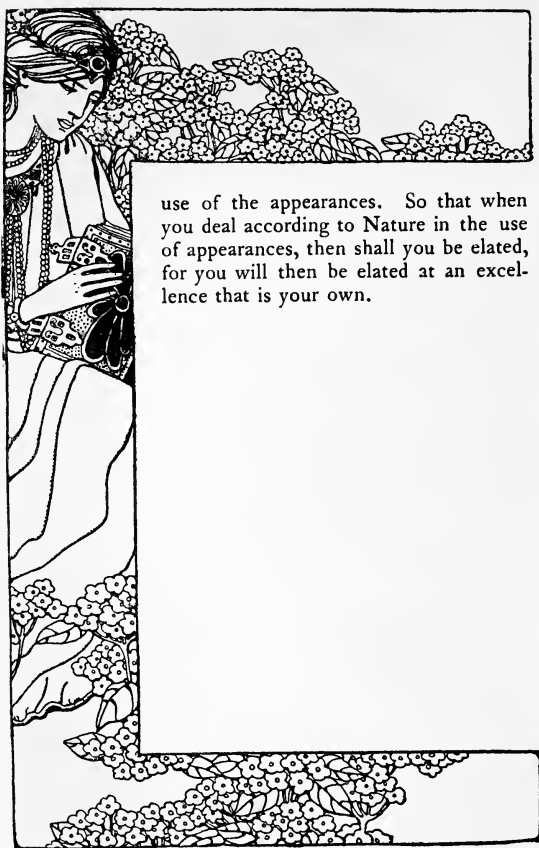 use of the appearances. So that when
you deal according to Nature in the use
of appearances, then shall you be elated,
for you will then be elated at an excel-
lence that is your own.